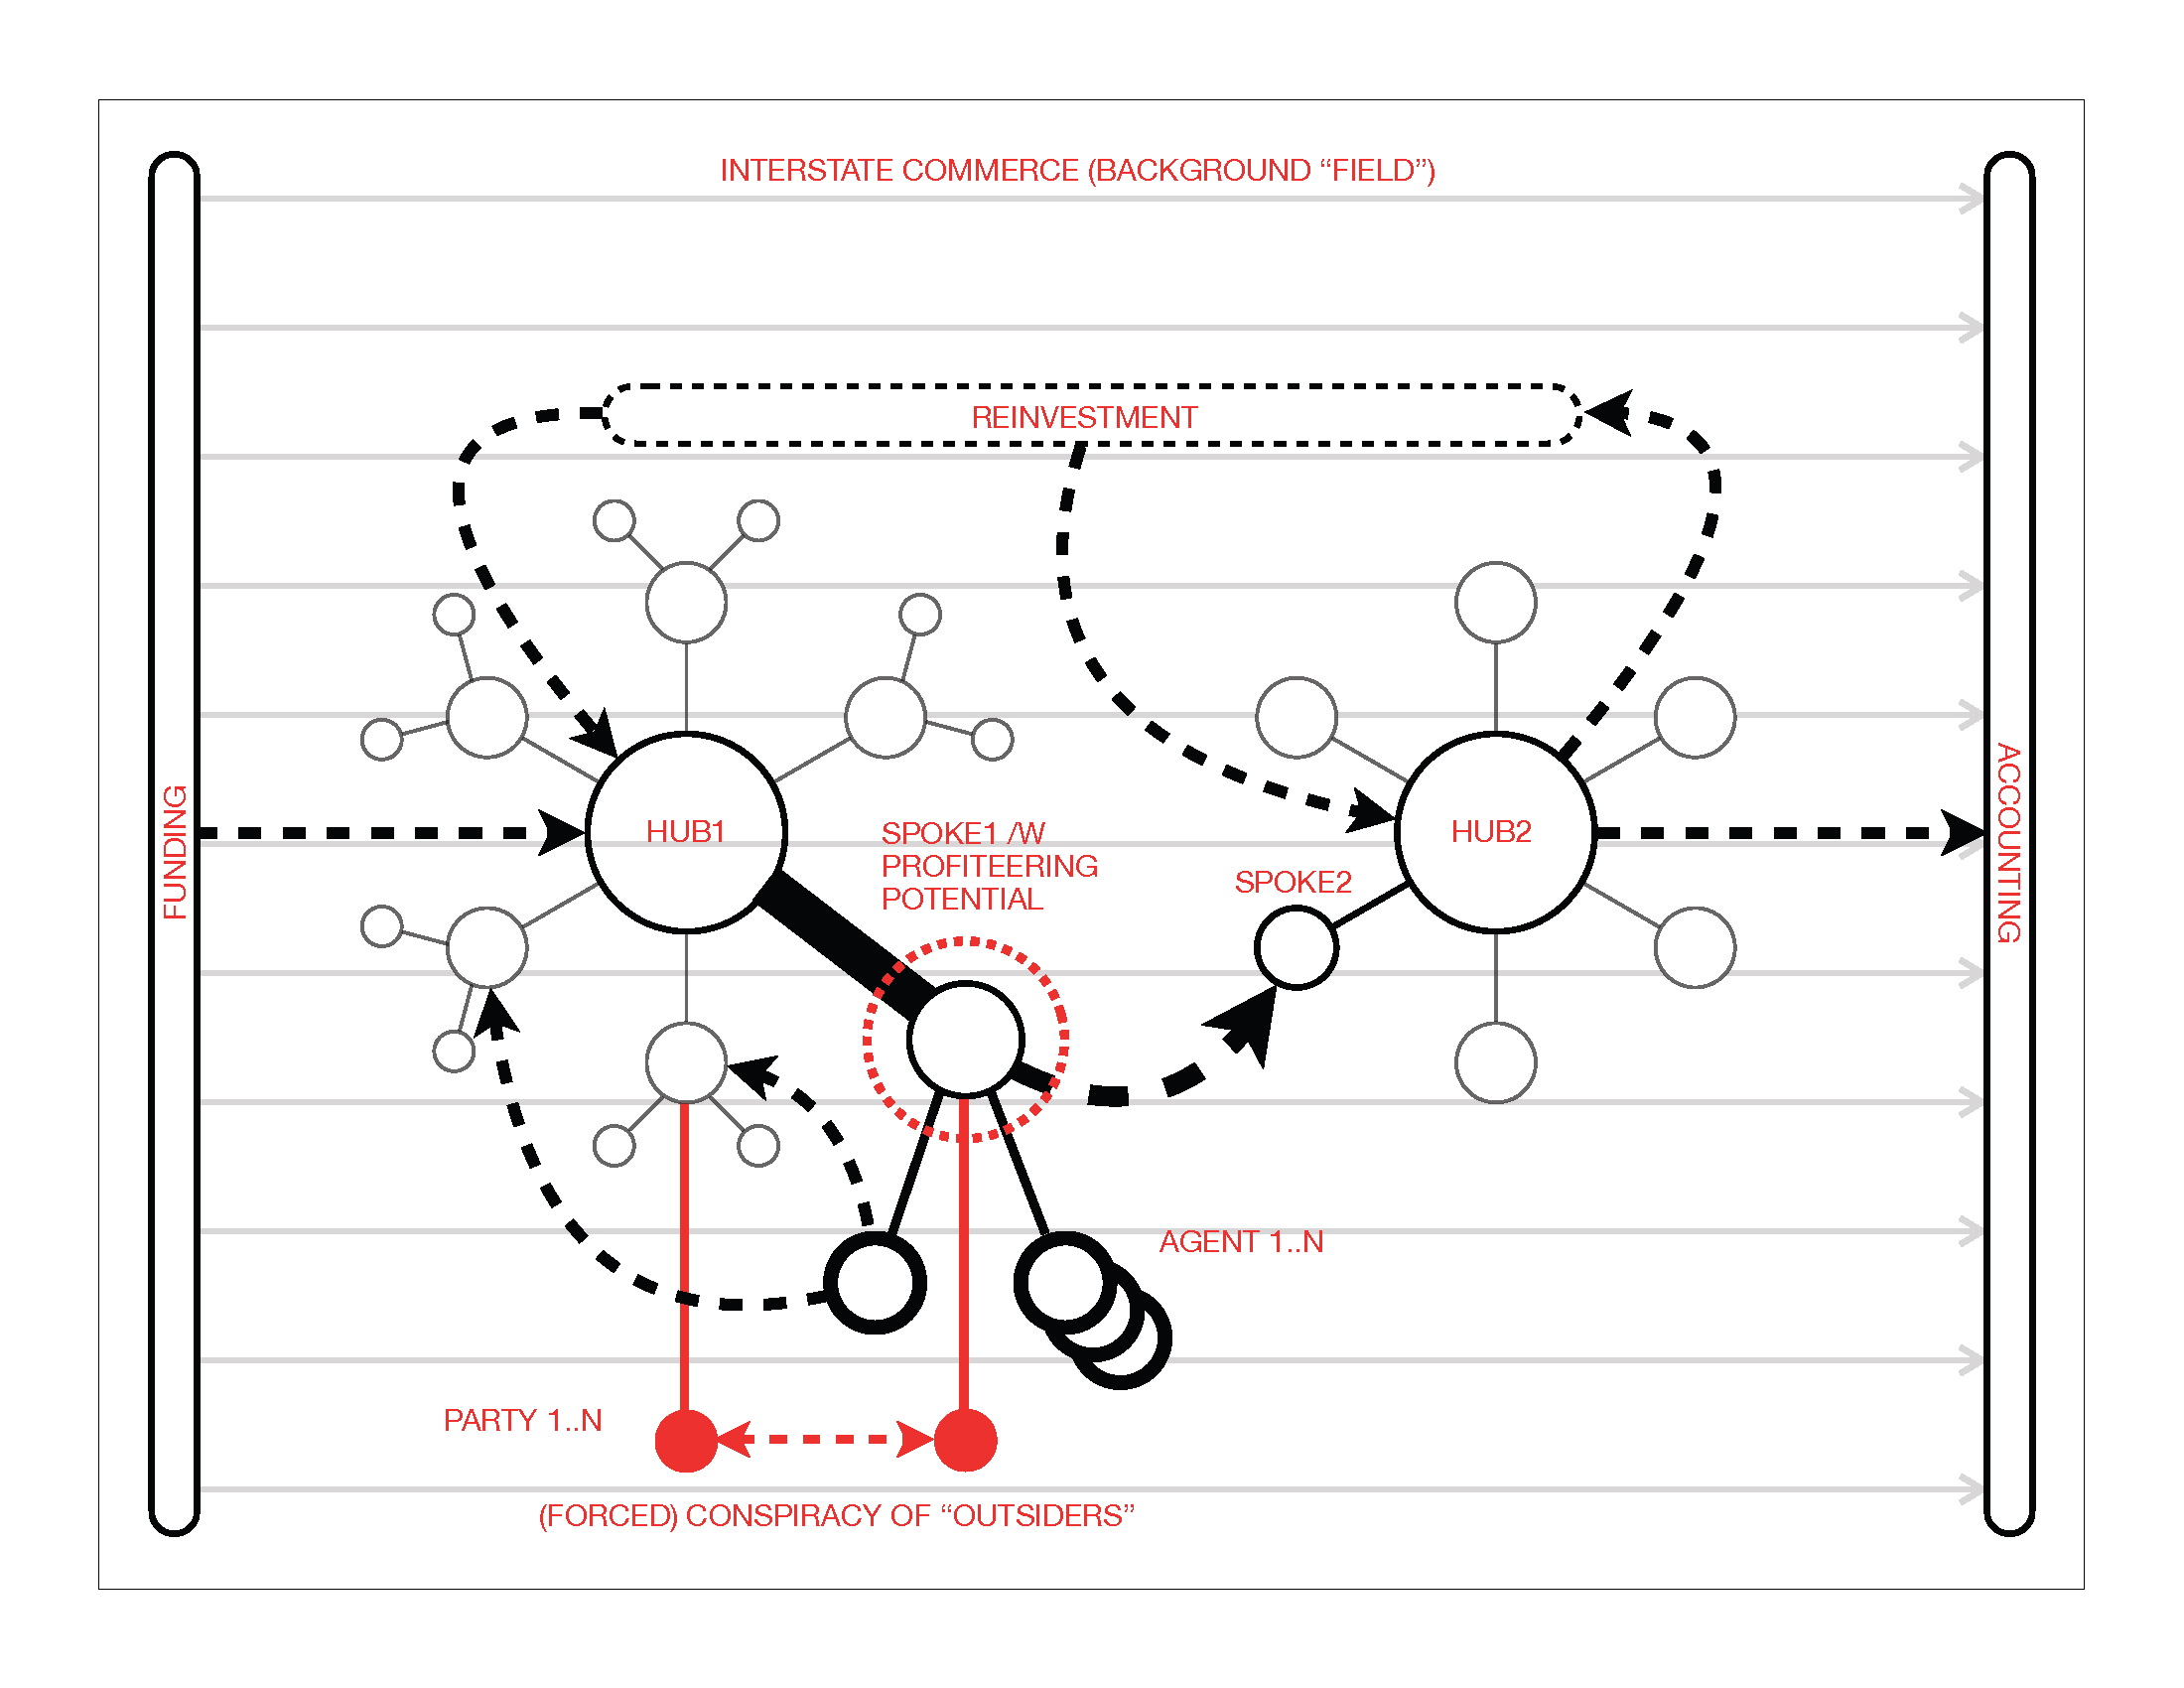 INTERSTATE COMMERCE (BACKGROUND “FIELD”)
REINVESTMENT
FUNDING
HUB1
SPOKE1 /W
PROFITEERING
POTENTIAL
SPOKE2
HUB2
ACCOUNTING
AGENT 1..N
PARTY 1..N
(FORCED) CONSPIRACY OF “OUTSIDERS”